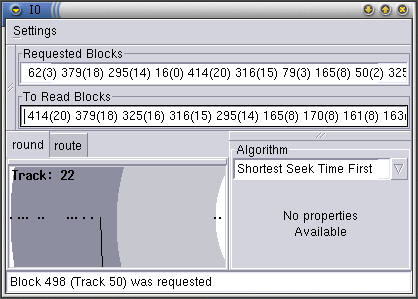 IO
Settings
Requested Blocks
62(3) 379(18) 295(14) 16(0) 414(20) 316(15) 79(3) 165(8) 50(2) 325
To Read Blocks
414(20) 379(18) 325(16) 316(15) 295(14) 165(8) 170(8) 161(8) 163(
round route
Track: 22
Algorithm
Shortest Seek Time First
No properties
Available
Block 498 (Track 50) was requested